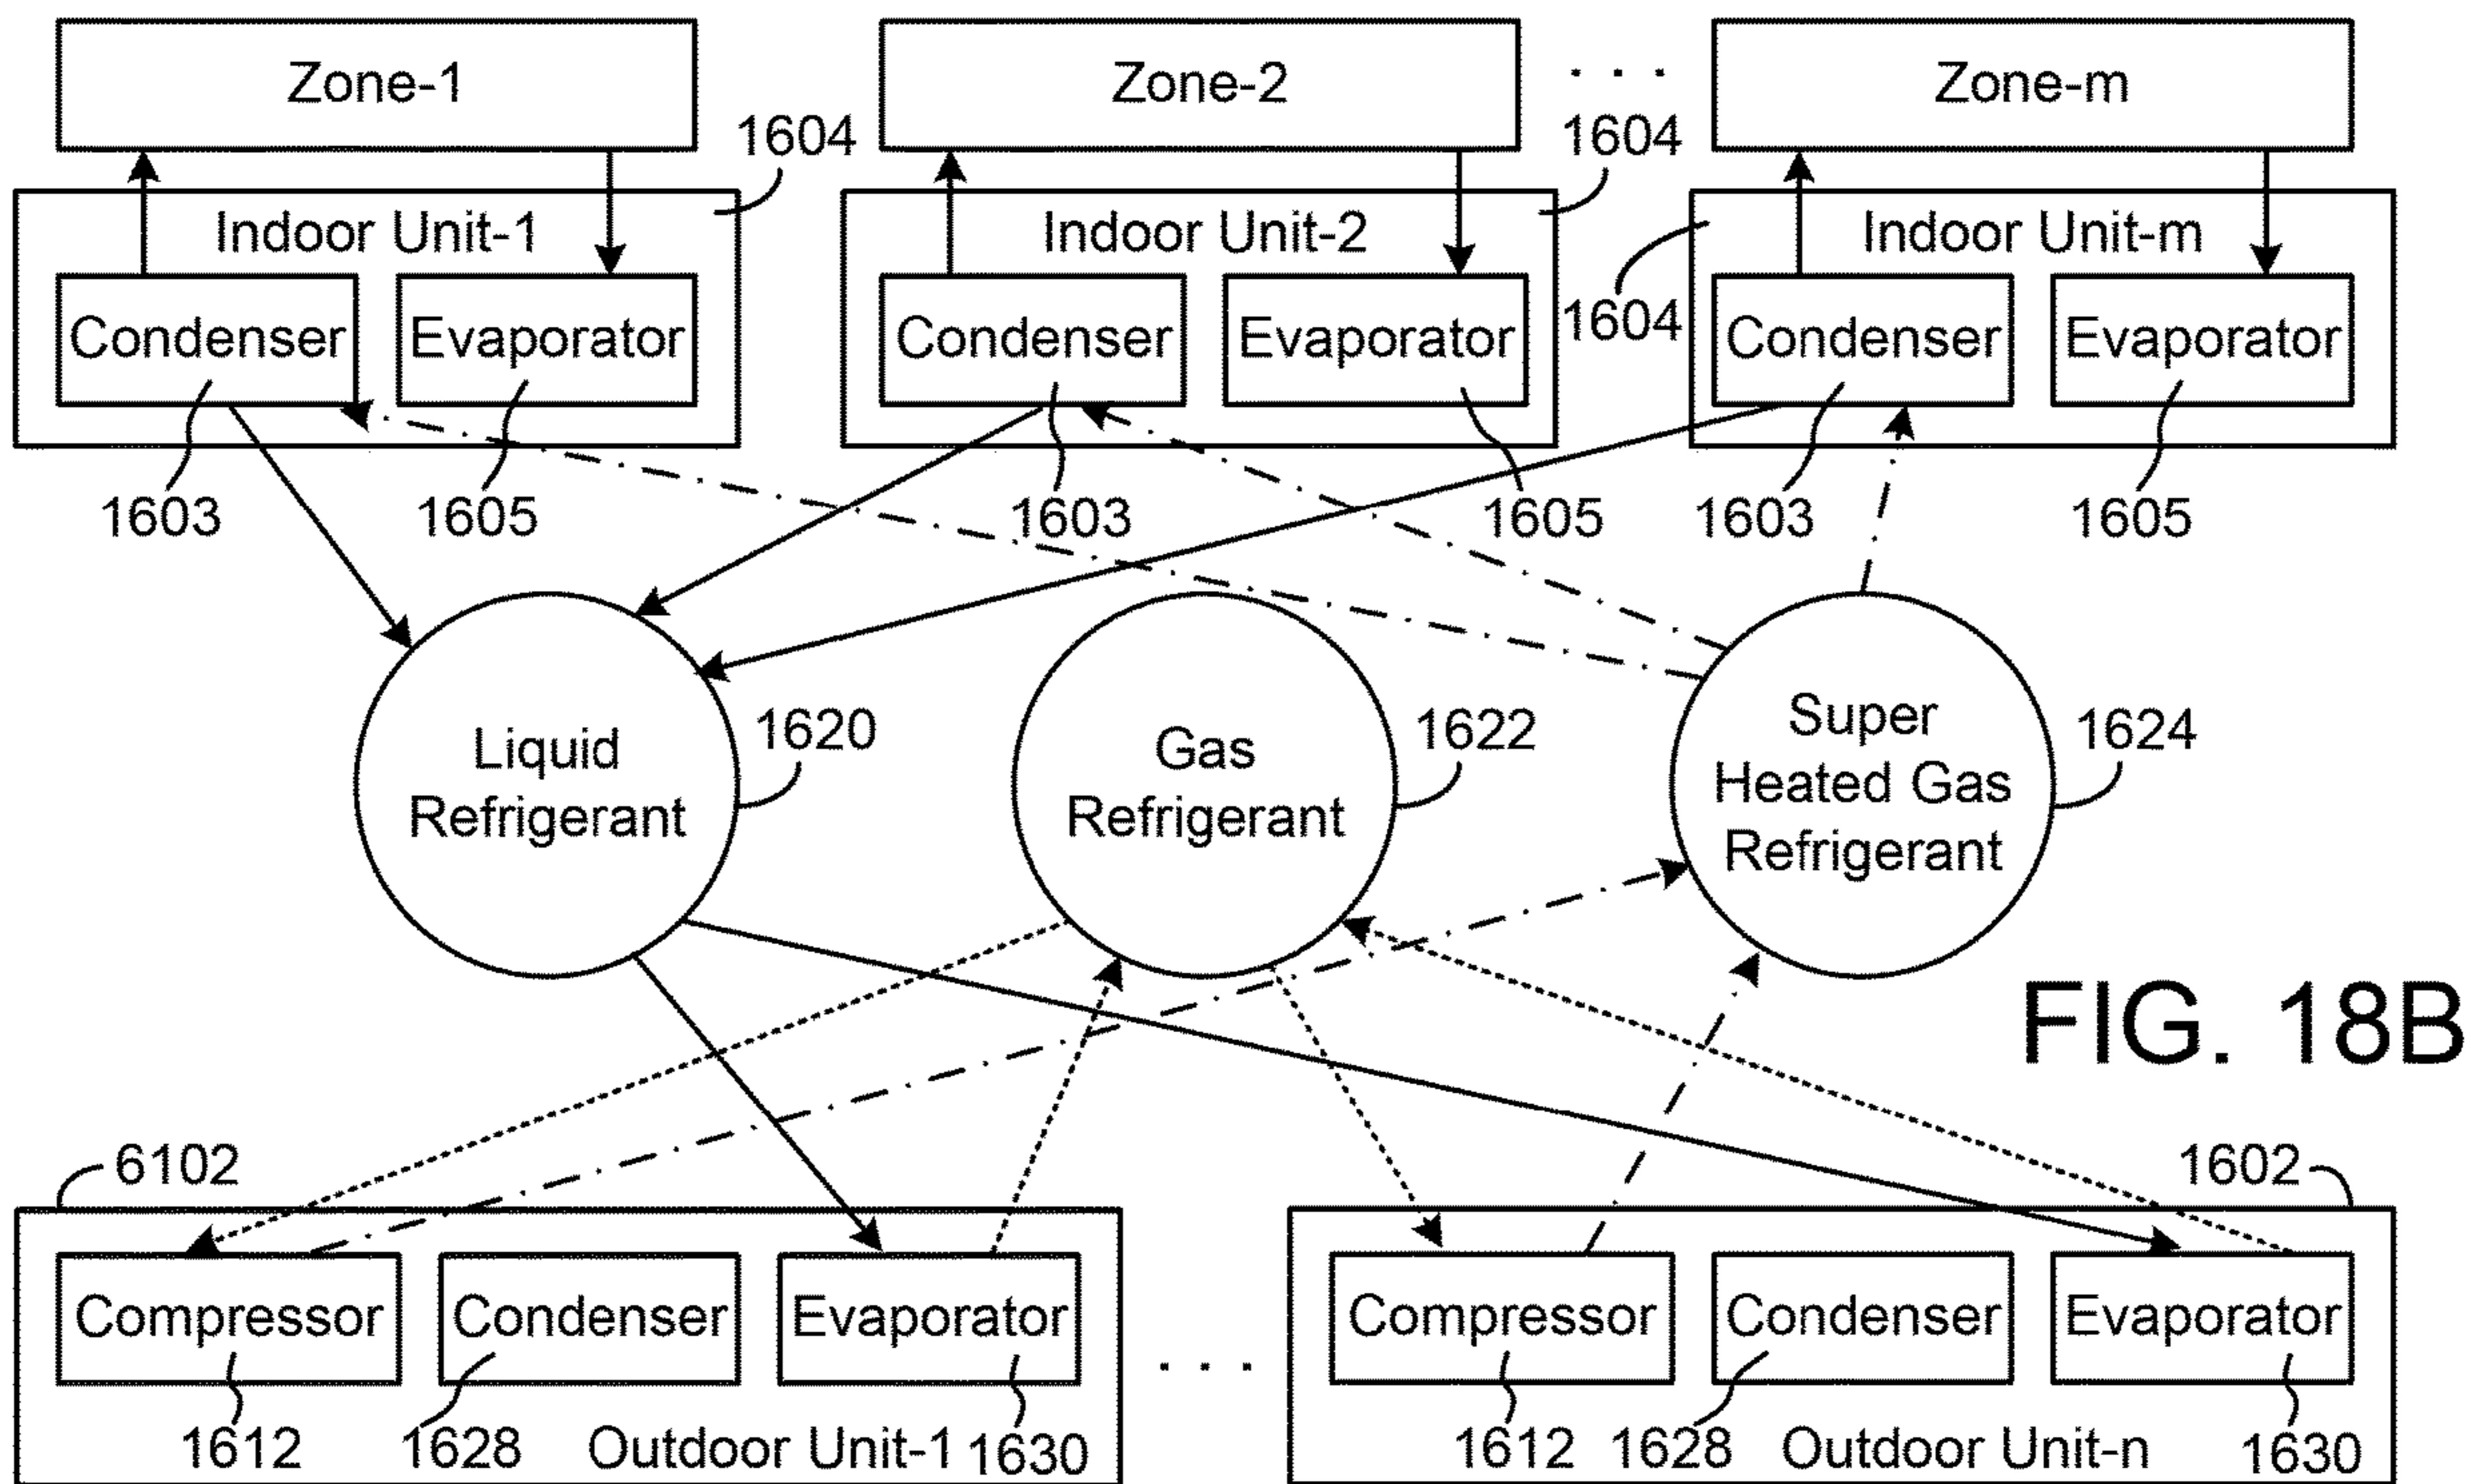 Zone-1
Zone-2
. . .
Zone-m
1604
1604
Indoor Unit-1
Indoor Unit-2
Indoor Unit-m
1604
Condenser
Evaporator
Condenser
Evaporator
Condenser
Evaporator
1603
1605
1603
1605
1603
1605
Liquid
Refrigerant
1620
Gas
Refrigerant
1622
Super
Heated Gas
Refrigerant
1624
FIG. 18B
6102
1602
Compressor
Condenser
Evaporator
. . .
Compressor
Condenser
Evaporator
1612
1628
Outdoor Unit-1
1630
1612
1628
Outdoor Unit-n
1630